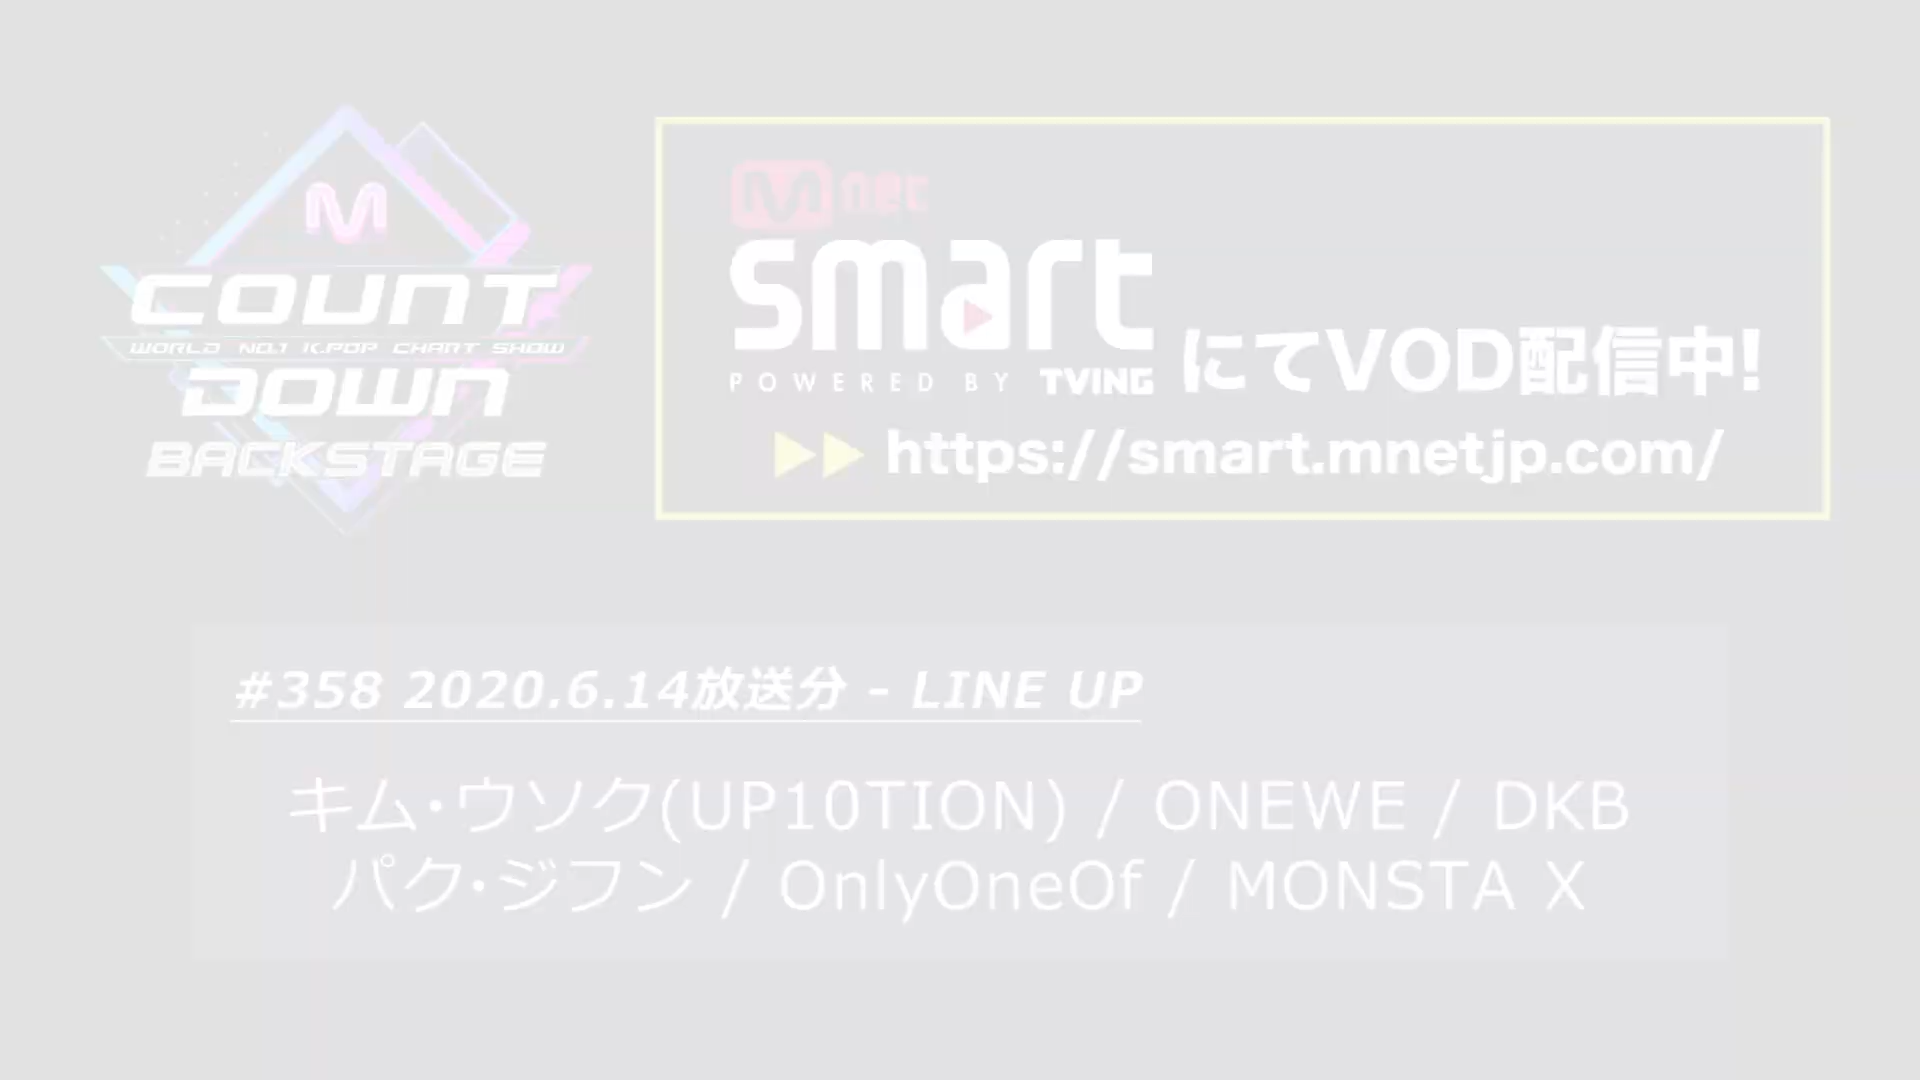 M
COUNT
WORLD NO.1 K-POP CHART SHOW
DOWN
BACKSTAGE
Mnet
smart
POWERED BY TVING
にてVOD配信中!
https://smart.mnetjp.com/
#358 2020.6.14放送分 - LINE UP
キム・ウソク(UP10TION) / ONEWE / DKB
パク・ジフン / OnlyOneOf / MONSTA X